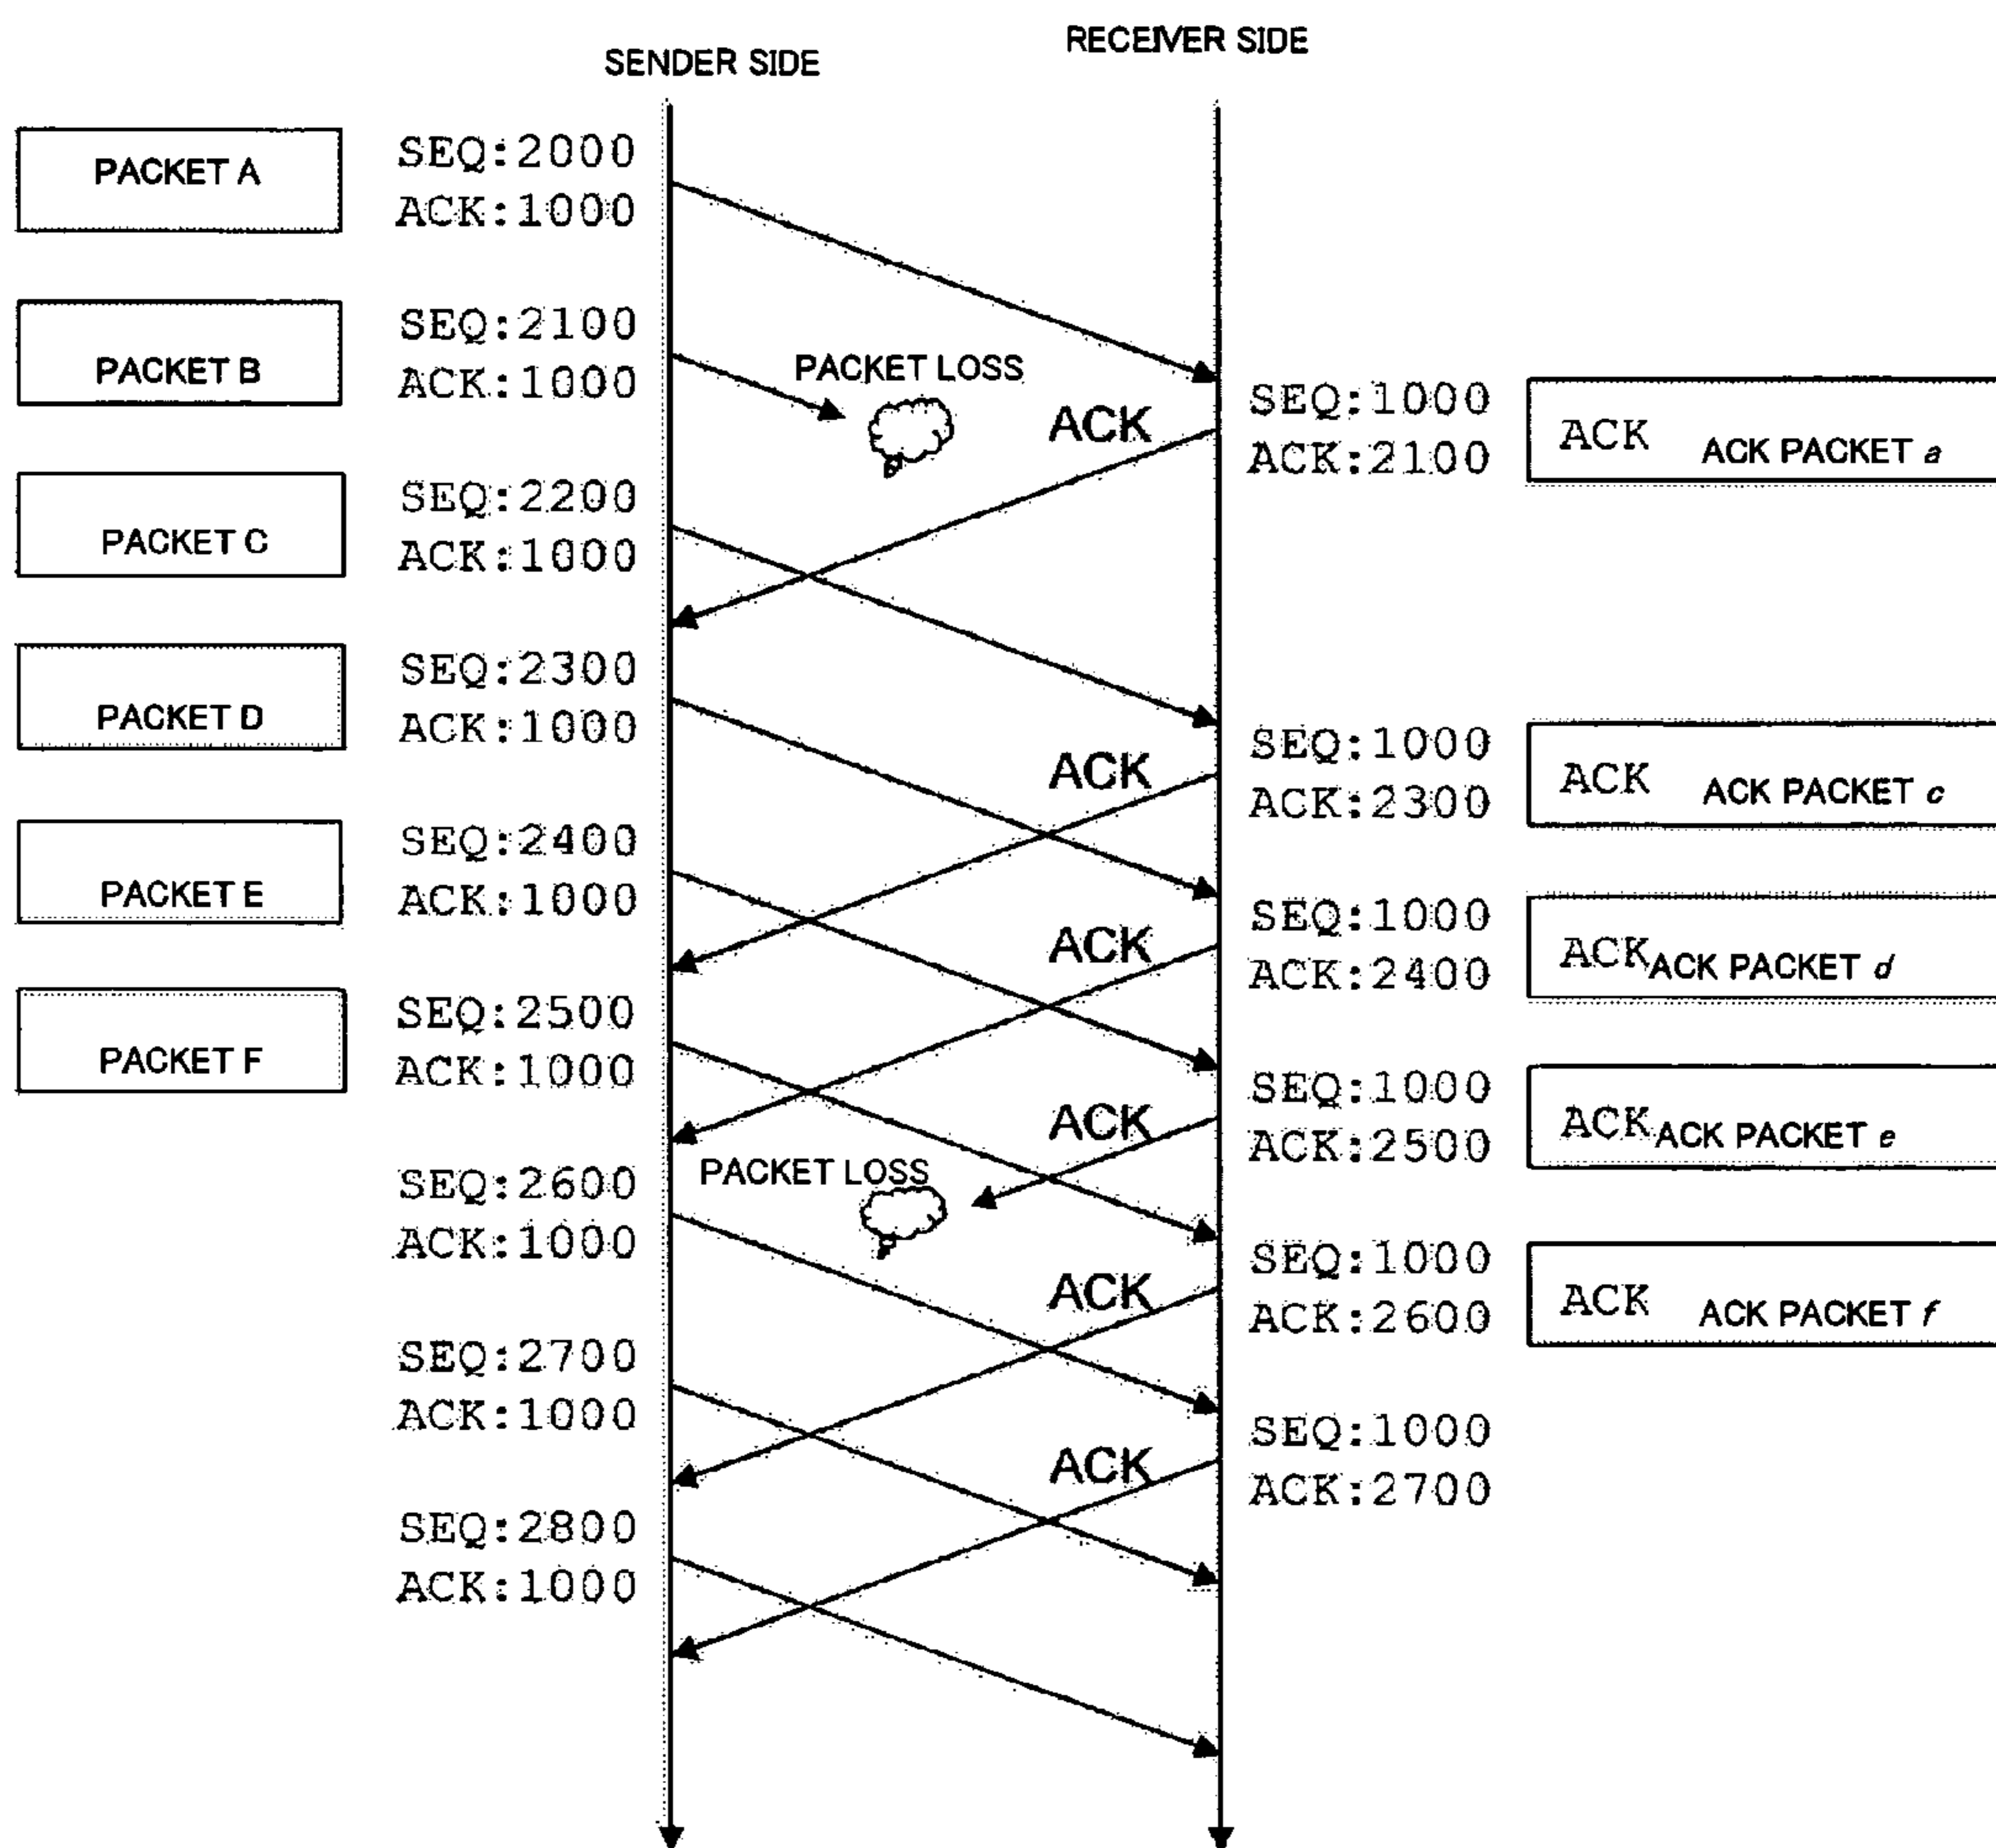 SENDER SIDE
RECEIVER SIDE
PACKET A
SEQ:2000
ACK:1000
PACKET B
SEQ:2100
ACK:1000
PACKET LOSS
ACK
SEQ:1000
ACK:2100
ACK ACK PACKET a
PACKET C
SEQ:2200
ACK:1000
PACKET D
SEQ:2300
ACK:1000
ACK
SEQ:1000
ACK:2300
ACK ACK PACKET c
PACKET E
SEQ:2400
ACK:1000
ACK
SEQ:1000
ACK:2400
ACK ACK PACKET d
PACKET F
SEQ:2500
ACK:1000
ACK
SEQ:1000
ACK:2500
ACK ACK PACKET e
PACKET LOSS
SEQ:2600
ACK:1000
ACK
SEQ:1000
ACK:2600
ACK ACK PACKET f
SEQ:2700
ACK:1000
ACK
SEQ:1000
ACK:2700
SEQ:2800
ACK:1000